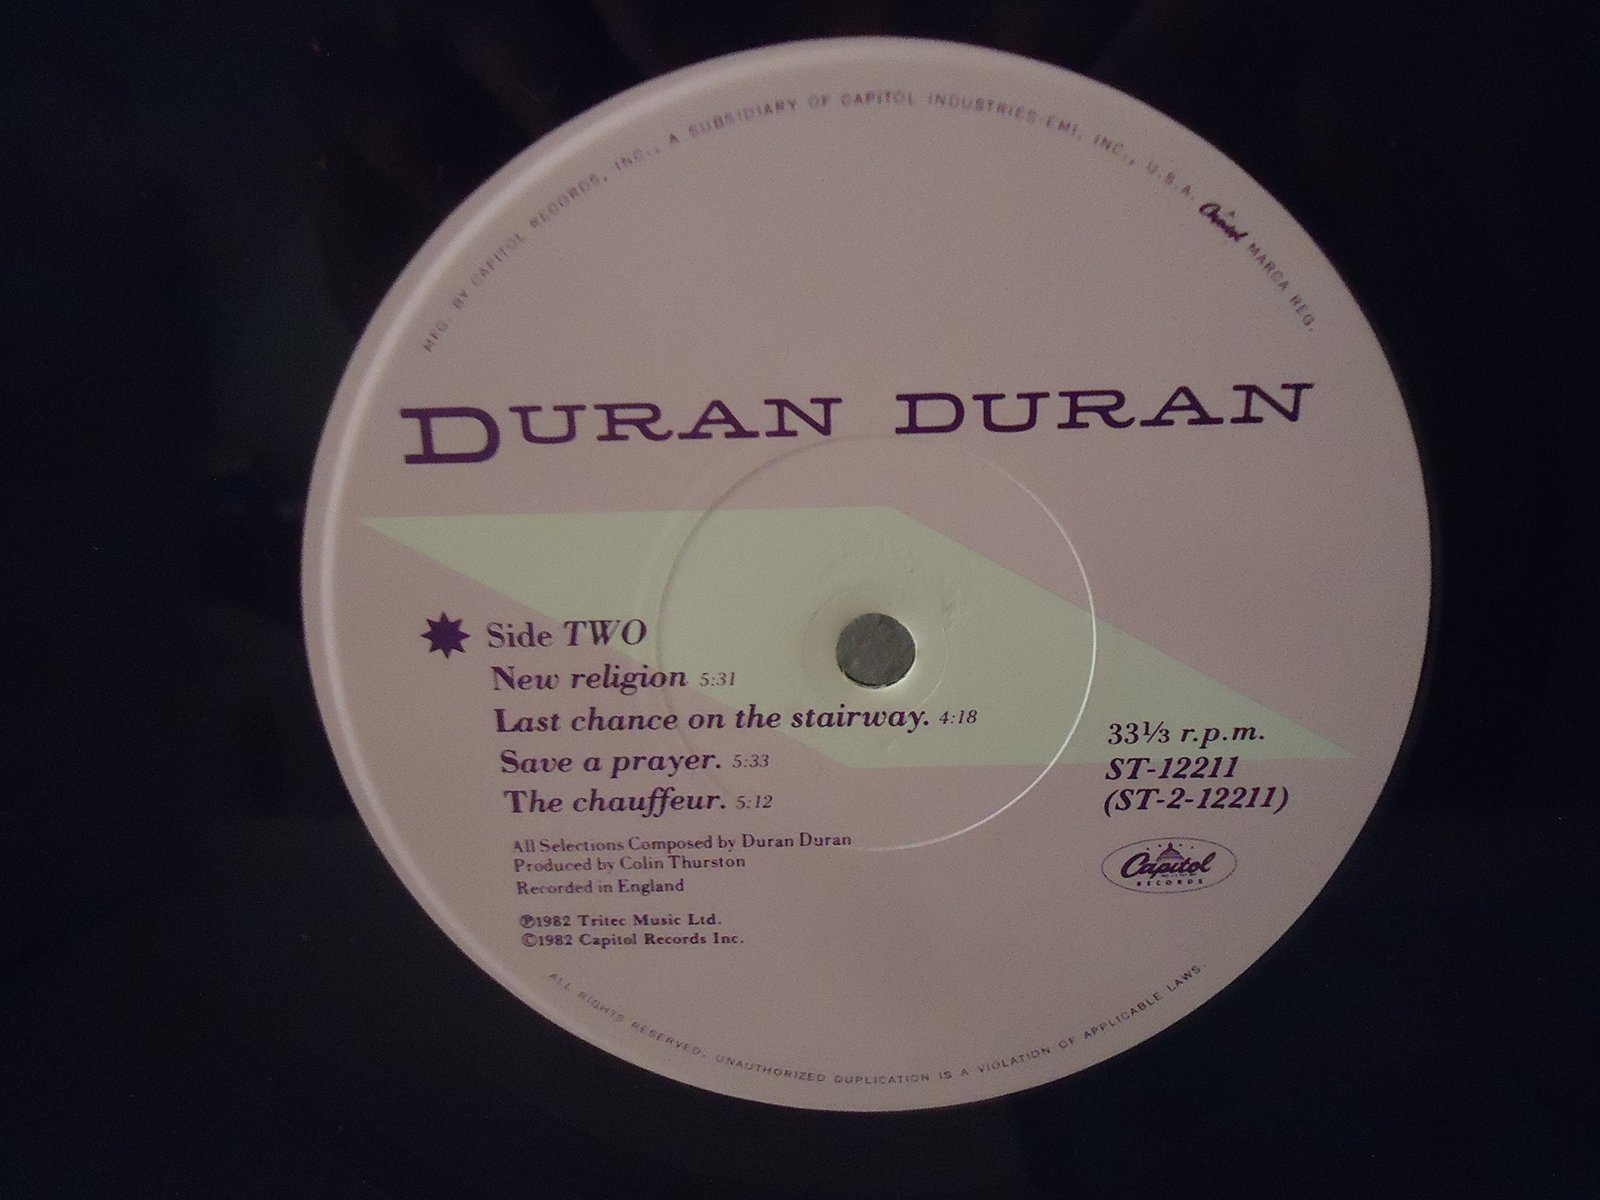 MFG. BY CAPITOL RECORDS, INC., A SUBSIDIARY OF CAPITOL INDUSTRIES-EMI, INC., U.S.A. Capitol MARCA REG.
DURAN DURAN
Side TWO
New religion 5:31
Last chance on the stairway. 4:18
Save a prayer. 5:33
The chauffeur. 5:12
33⅓ r.p.m.
ST-12211
(ST-2-12211)
Capitol
RECORDS
All Selections Composed by Duran Duran
Produced by Colin Thurston
Recorded in England
℗1982 Tritec Music Ltd.
©1982 Capitol Records Inc.
ALL RIGHTS RESERVED. UNAUTHORIZED DUPLICATION IS A VIOLATION OF APPLICABLE LAWS.